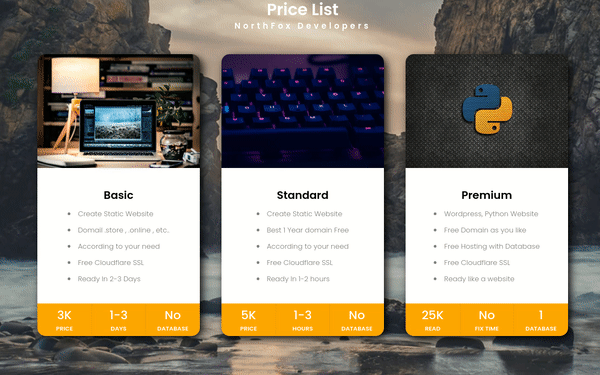 Price List
NorthFox Developers
Basic
Create Static Website
Domail .store , .online , etc..
According to your need
Free Cloudflare SSL
Ready In 2-3 Days
3K 1-3 No
PRICE DAYS DATABASE
Standard
Create Static Website
Best 1 Year domain Free
According to your need
Free Cloudflare SSL
Ready In 1-2 hours
5K 1-3 No
PRICE HOURS DATABASE
Premium
Wordpress, Python Website
Free Domain as you like
Free Hosting with Database
Free Cloudflare SSL
Ready like a website
25K No 1
READ FIX TIME DATABASE